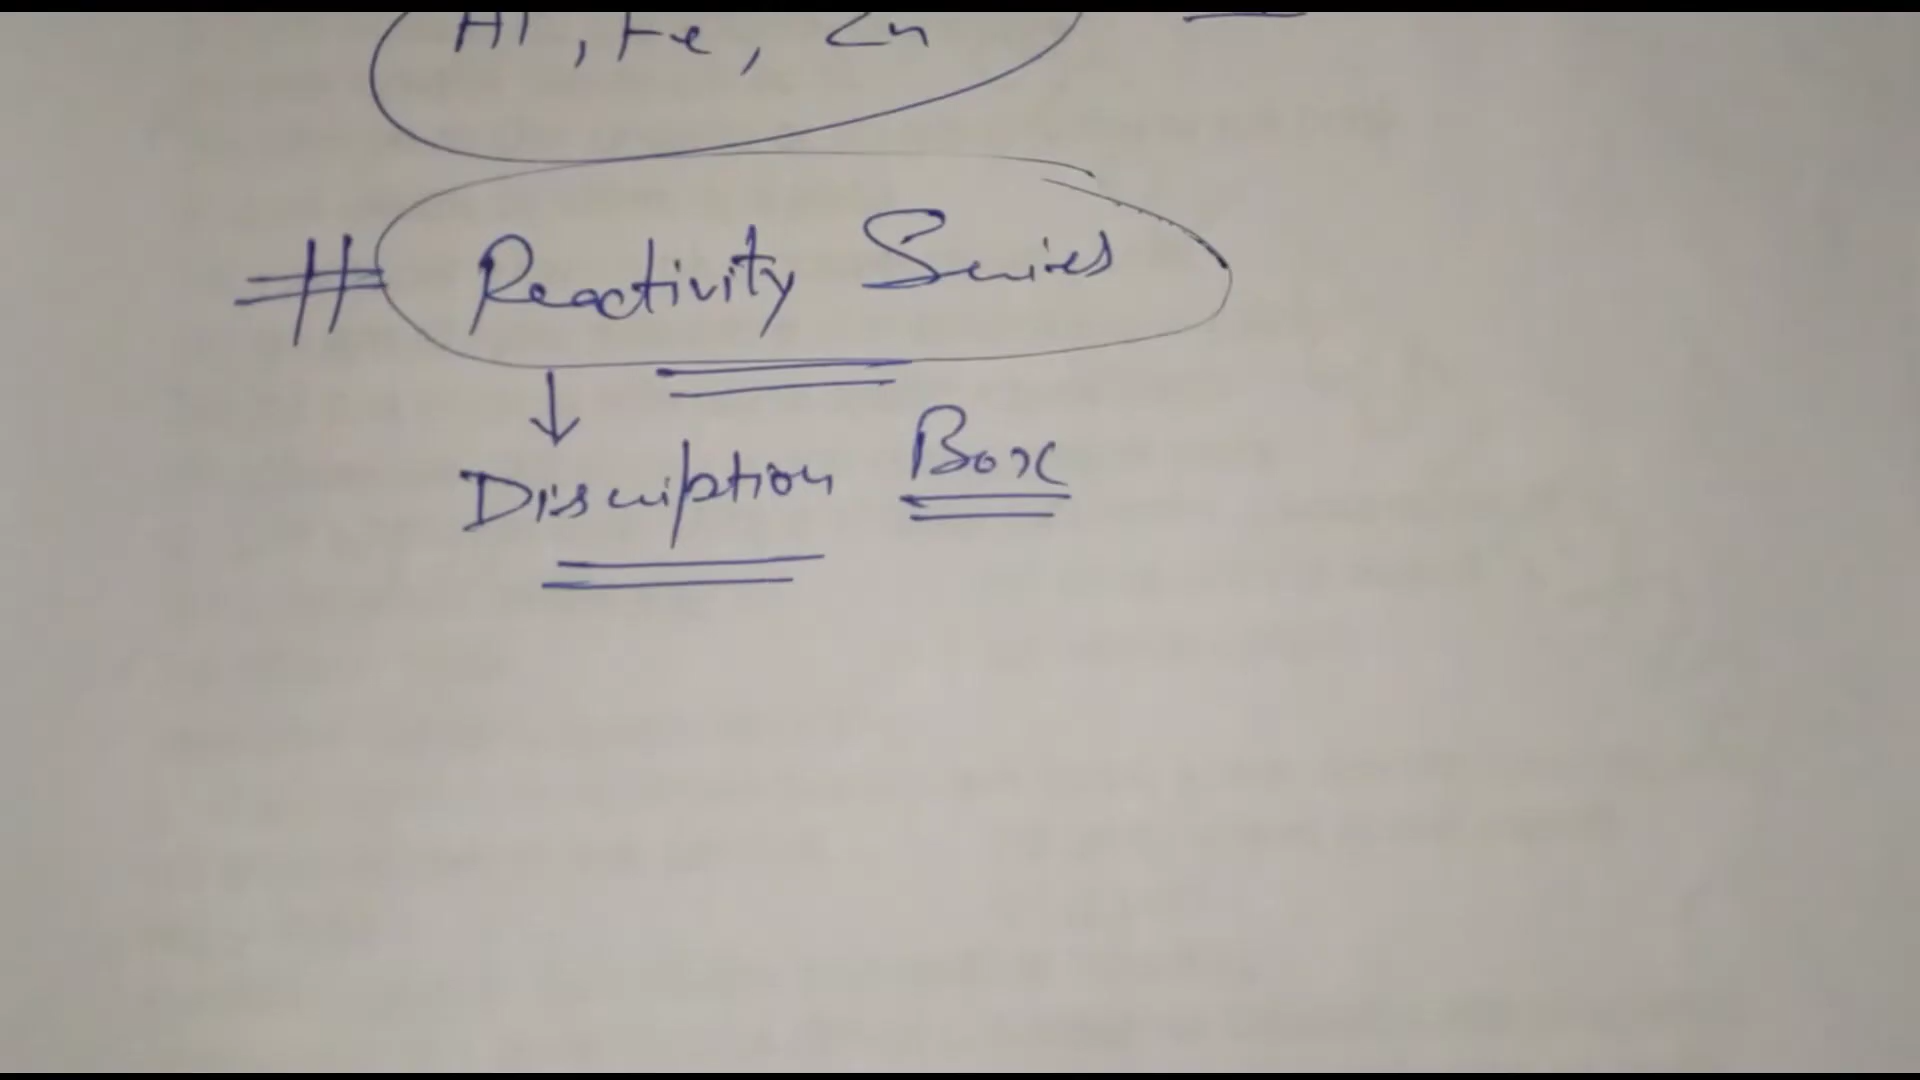 Al, Fe, Zn
# Reactivity Series
↓
Discription Box